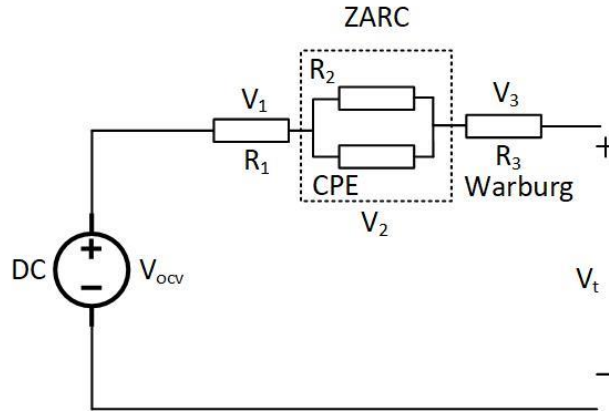 ZARC
R₂
V₁
V₃
R₁
CPE
R₃
Warburg
V₂
+
DC
+
−
Vocv
Vt
−